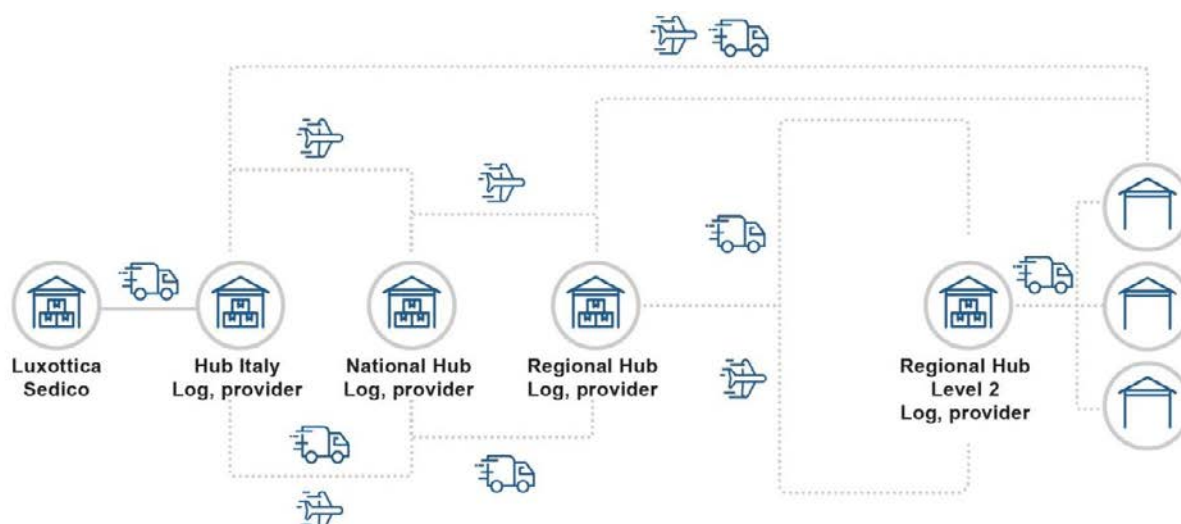 Luxottica
Sedico
Hub Italy
Log, provider
National Hub
Log, provider
Regional Hub
Log, provider
Regional Hub
Level 2
Log, provider